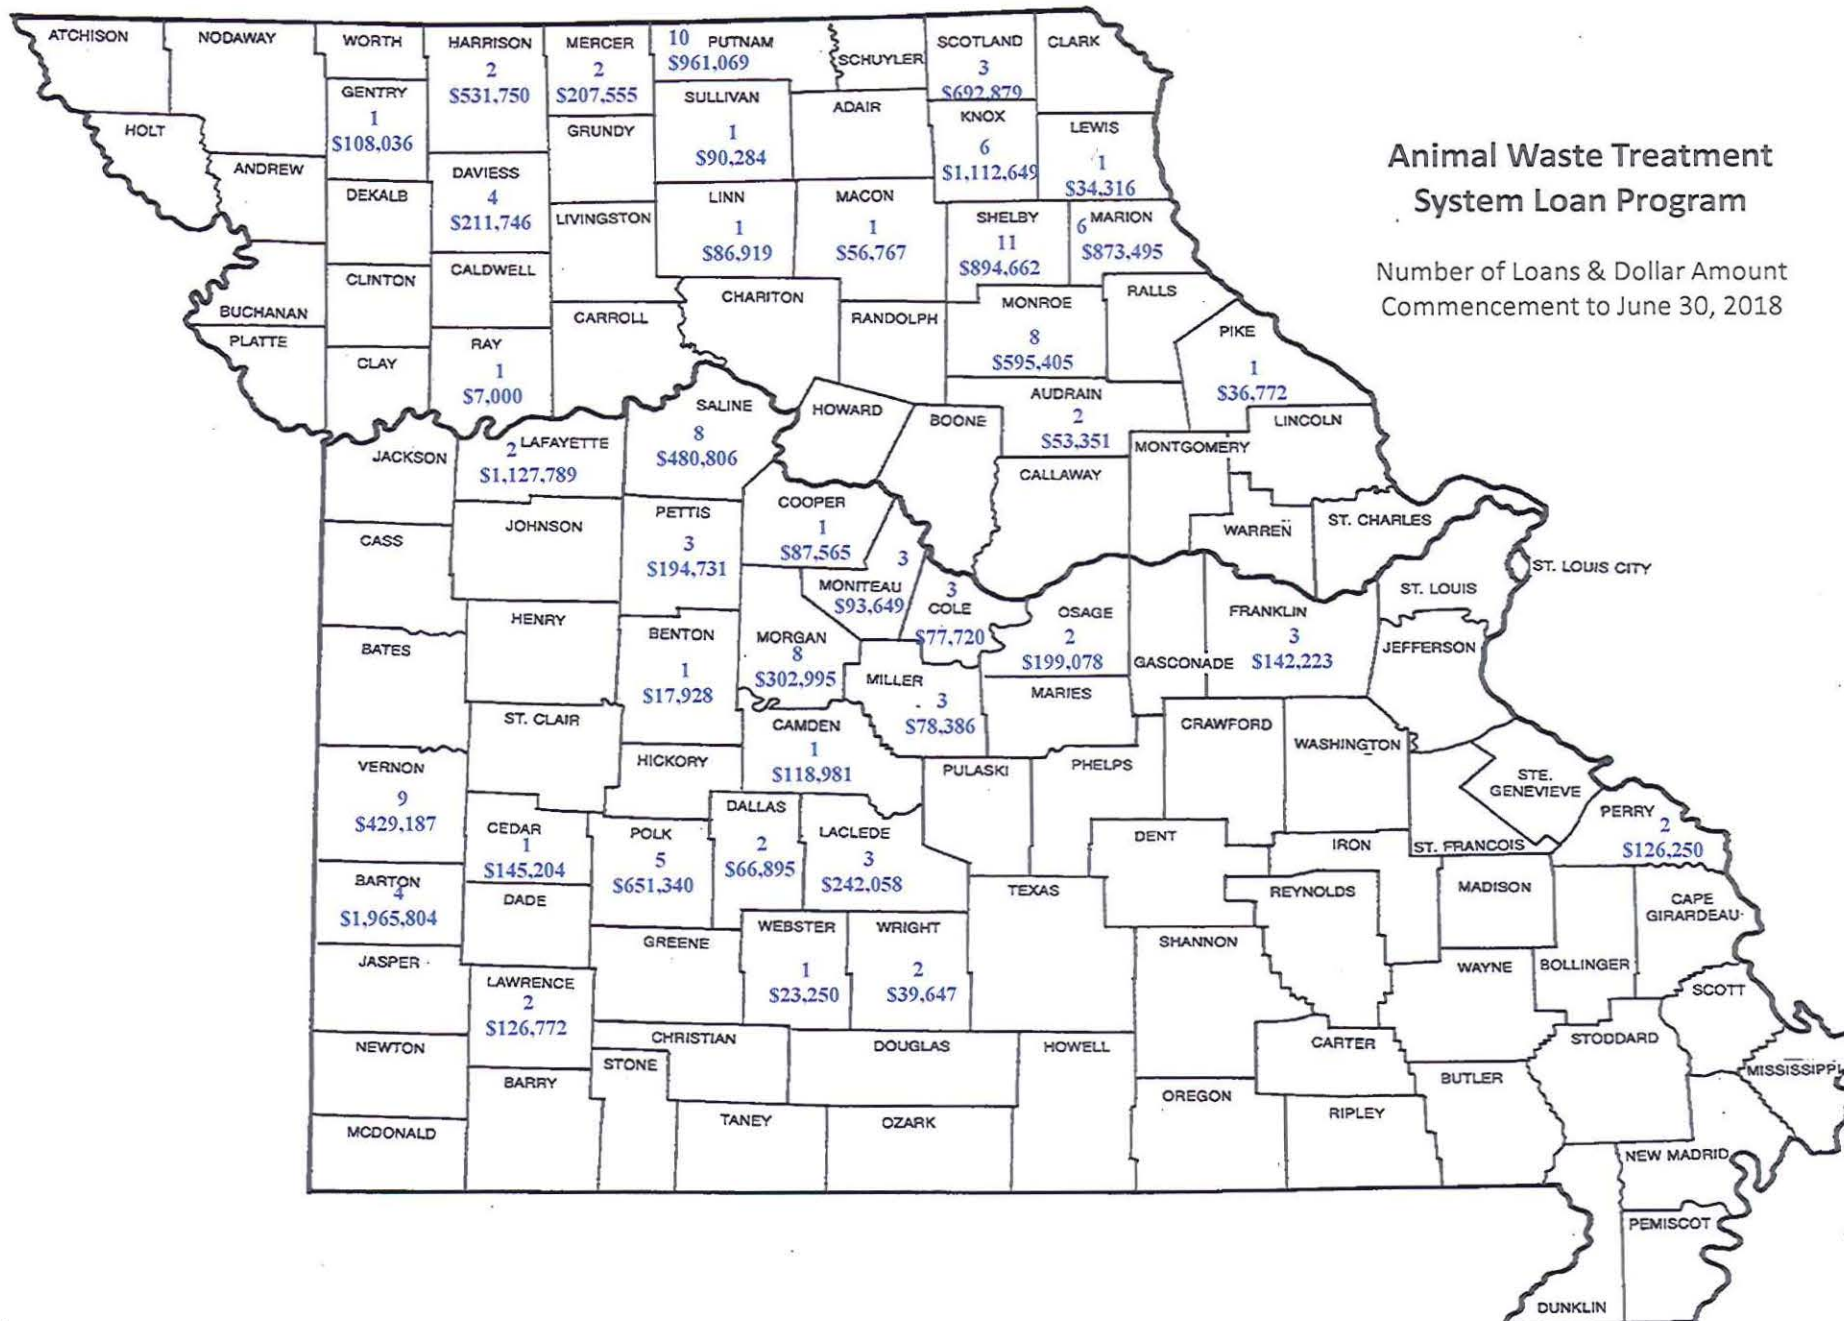 ATCHISON
NODAWAY
WORTH
HARRISON
2
$531,750
MERCER
2
$207,555
10 PUTNAM
$961,069
SCHUYLER
SCOTLAND
3
$692,879
CLARK
GENTRY
1
$108,036
SULLIVAN
1
$90,284
ADAIR
KNOX
6
$1,112,649
LEWIS
1
$34,316
HOLT
ANDREW
DEKALB
DAVIESS
4
$211,746
GRUNDY
LIVINGSTON
LINN
1
$86,919
MACON
1
$56,767
SHELBY
11
$894,662
MARION
6
$873,495
Animal Waste Treatment
System Loan Program
Number of Loans & Dollar Amount
Commencement to June 30, 2018
BUCHANAN
CLINTON
CALDWELL
CARROLL
CHARITON
RANDOLPH
MONROE
8
$595,405
RALLS
PIKE
1
$36,772
PLATTE
CLAY
RAY
1
$7,000
SALINE
8
$480,806
HOWARD
BOONE
AUDRAIN
2
$53,351
MONTGOMERY
LINCOLN
JACKSON
2 LAFAYETTE
$1,127,789
COOPER
1
$87,565
CALLAWAY
WARREN
ST. CHARLES
CASS
JOHNSON
PETTIS
3
$194,731
3
MONITEAU
$93,649
3
COLE
$77,720
OSAGE
2
$199,078
GASCONADE
FRANKLIN
3
$142,223
ST. LOUIS
ST. LOUIS CITY
JEFFERSON
BATES
HENRY
BENTON
1
$17,928
MORGAN
8
$302,995
MILLER
3
$78,386
MARIES
ST. CLAIR
HICKORY
CAMDEN
1
$118,981
PULASKI
PHELPS
CRAWFORD
WASHINGTON
STE.
GENEVIEVE
PERRY 2
$126,250
VERNON
9
$429,187
CEDAR
1
$145,204
POLK
5
$651,340
DALLAS
2
$66,895
LACLEDE
3
$242,058
DENT
IRON
ST. FRANCOIS
BARTON
4
$1,965,804
DADE
GREENE
WEBSTER
1
$23,250
WRIGHT
2
$39,647
TEXAS
SHANNON
REYNOLDS
MADISON
CAPE
GIRARDEAU
JASPER
LAWRENCE
2
$126,772
WAYNE
BOLLINGER
SCOTT
NEWTON
CHRISTIAN
STONE
DOUGLAS
HOWELL
CARTER
STODDARD
MISSISSIPPI
BARRY
OREGON
BUTLER
MCDONALD
TANEY
OZARK
RIPLEY
NEW MADRID
PEMISCOT
DUNKLIN